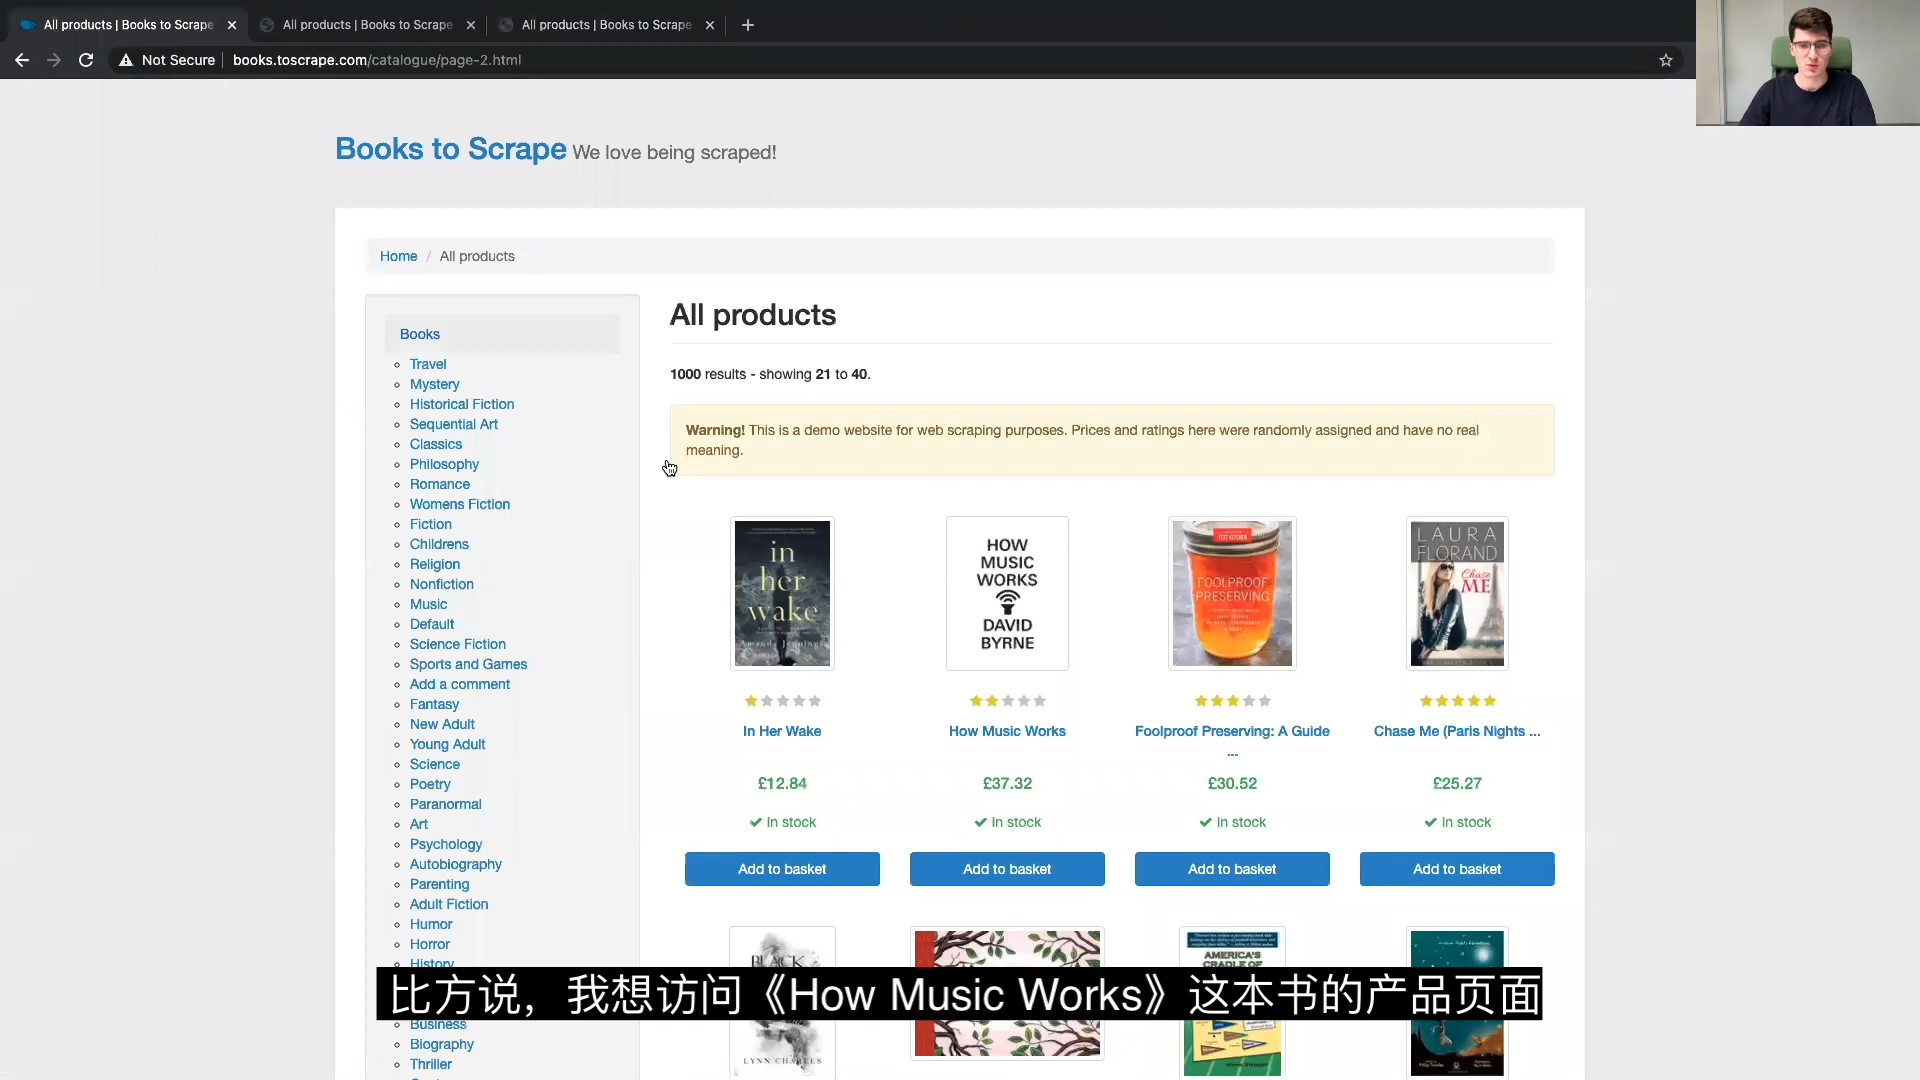 All products | Books to Scrape
All products | Books to Scrape
All products | Books to Scrape
Not Secure
books.toscrape.com/catalogue/page-2.html
Books to Scrape We love being scraped!
Home / All products
Books
Travel
Mystery
Historical Fiction
Sequential Art
Classics
Philosophy
Romance
Womens Fiction
Fiction
Childrens
Religion
Nonfiction
Music
Default
Science Fiction
Sports and Games
Add a comment
Fantasy
New Adult
Young Adult
Science
Poetry
Paranormal
Art
Psychology
Autobiography
Parenting
Adult Fiction
Humor
Horror
History
Business
Biography
Thriller
All products
1000 results - showing 21 to 40.
Warning! This is a demo website for web scraping purposes. Prices and ratings here were randomly assigned and have no real
meaning.
in
her
wake
HOW
MUSIC
WORKS
DAVID
BYRNE
TEST KITCHEN
FOOLPROOF
PRESERVING
LAURA
FLORAND
Chase
ME
In Her Wake
How Music Works
Foolproof Preserving: A Guide
...
Chase Me (Paris Nights ...
£12.84
£37.32
£30.52
£25.27
In stock
In stock
In stock
In stock
Add to basket
Add to basket
Add to basket
Add to basket
BLACK
LYNN CHARLES
AMERICA'S
CRADLE OF
比方说，我想访问《How Music Works》这本书的产品页面